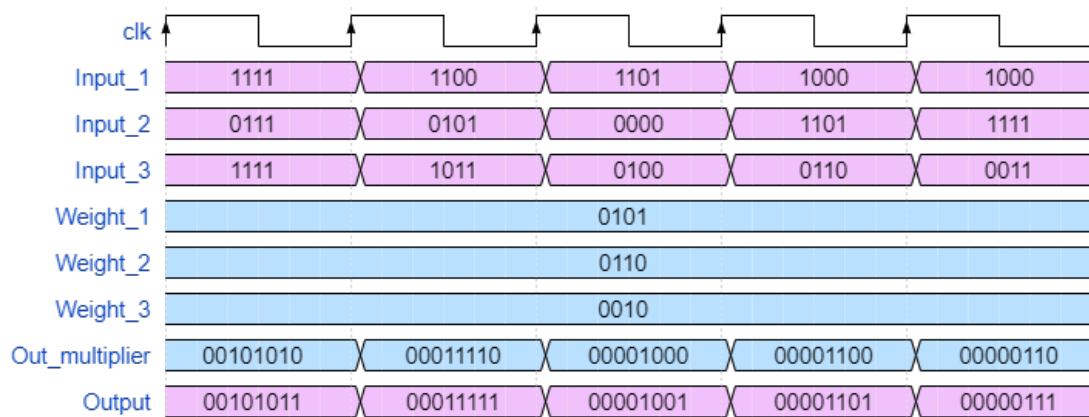 clk
Input_1 1111 1100 1101 1000 1000
Input_2 0111 0101 0000 1101 1111
Input_3 1111 1011 0100 0110 0011
Weight_1 0101
Weight_2 0110
Weight_3 0010
Out_multiplier 00101010 00011110 00001000 00001100 00000110
Output 00101011 00011111 00001001 00001101 00000111